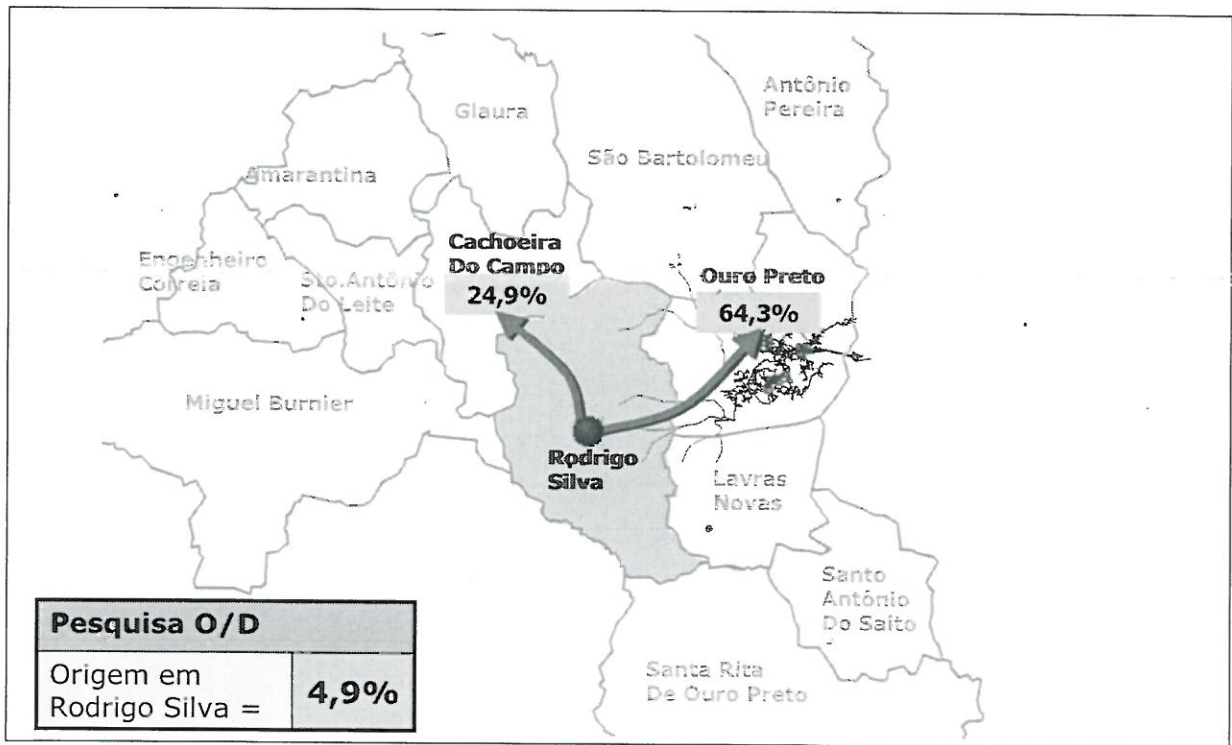 Antônio
Pereira
Glaura
São Bartolomeu
Amarantina
Cachoeira
Do Campo
24,9%
Engenheiro
Correia
Sto.Antônio
Do Leite
Ouro Preto
64,3%
Miguel Burnier
Rodrigo
Silva
Lavras
Novas
Santo
Antônio
Do Salto
Santa Rita
De Ouro Preto
Pesquisa O/D
Origem em
Rodrigo Silva =
4,9%